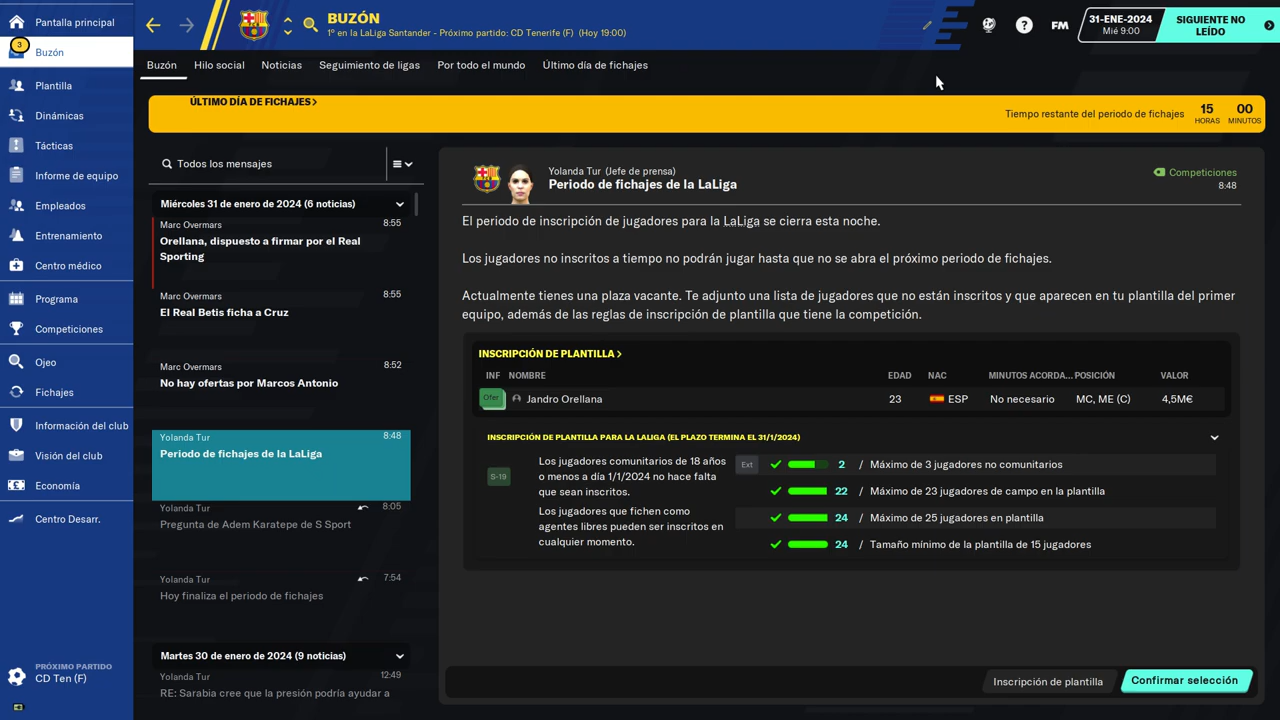 Pantalla principal
3
Buzón
Plantilla
Dinámicas
Tácticas
Informe de equipo
Empleados
Entrenamiento
Centro médico
Programa
Competiciones
Ojeo
Fichajes
Información del club
Visión del club
Economía
Centro Desarr.
PRÓXIMO PARTIDO
CD Ten (F)
BUZÓN
1º en la LaLiga Santander - Próximo partido: CD Tenerife (F) (Hoy 19:00)
?
FM
31-ENE-2024
Mié 9:00
SIGUIENTE NO LEÍDO
Buzón
Hilo social
Noticias
Seguimiento de ligas
Por todo el mundo
Último día de fichajes
ÚLTIMO DÍA DE FICHAJES >
Tiempo restante del periodo de fichajes
15 HORAS
00 MINUTOS
Todos los mensajes
Miércoles 31 de enero de 2024 (6 noticias)
Marc Overmars 8:55
Orellana, dispuesto a firmar por el Real
Sporting
Marc Overmars 8:55
El Real Betis ficha a Cruz
Marc Overmars 8:52
No hay ofertas por Marcos Antonio
Yolanda Tur 8:48
Periodo de fichajes de la LaLiga
Yolanda Tur 8:05
Pregunta de Adem Karatepe de S Sport
Yolanda Tur 7:54
Hoy finaliza el periodo de fichajes
Martes 30 de enero de 2024 (9 noticias)
Yolanda Tur 12:49
RE: Sarabia cree que la presión podría ayudar a
Yolanda Tur (Jefe de prensa)
Periodo de fichajes de la LaLiga
Competiciones
8:48
El periodo de inscripción de jugadores para la LaLiga se cierra esta noche.
Los jugadores no inscritos a tiempo no podrán jugar hasta que no se abra el próximo periodo de fichajes.
Actualmente tienes una plaza vacante. Te adjunto una lista de jugadores que no están inscritos y que aparecen en tu plantilla del primer
equipo, además de las reglas de inscripción de plantilla que tiene la competición.
INSCRIPCIÓN DE PLANTILLA >
INF NOMBRE EDAD NAC MINUTOS ACORDA... POSICIÓN VALOR
Ofer Jandro Orellana 23 ESP No necesario MC, ME (C) 4,5M€
INSCRIPCIÓN DE PLANTILLA PARA LA LALIGA (EL PLAZO TERMINA EL 31/1/2024)
S-19
Los jugadores comunitarios de 18 años
o menos a día 1/1/2024 no hace falta
que sean inscritos.
Los jugadores que fichen como
agentes libres pueden ser inscritos en
cualquier momento.
Ext 2 / Máximo de 3 jugadores no comunitarios
22 / Máximo de 23 jugadores de campo en la plantilla
24 / Máximo de 25 jugadores en plantilla
24 / Tamaño mínimo de la plantilla de 15 jugadores
Inscripción de plantilla
Confirmar selección